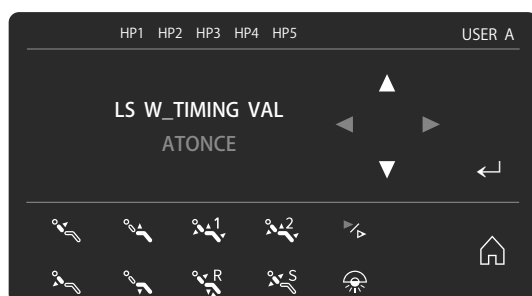 HP1 HP2 HP3 HP4 HP5 USER A
LS W_TIMING VAL
ATONCE
1 2
R S